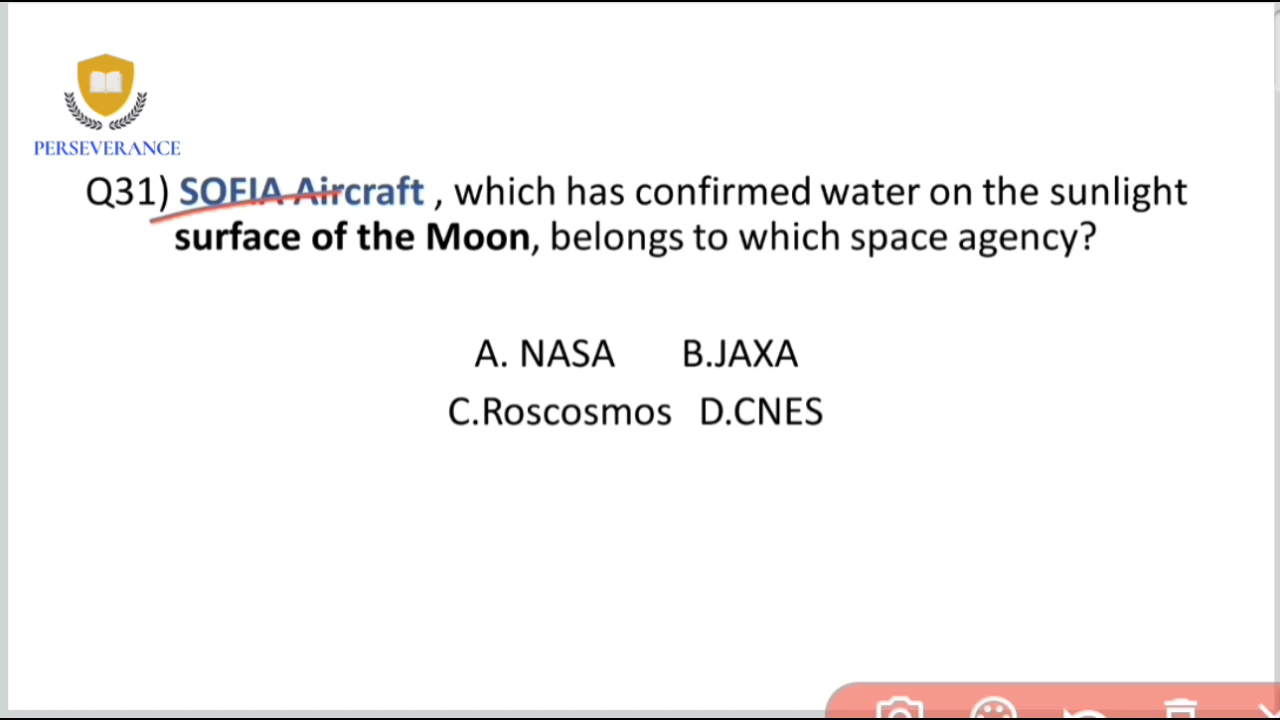 PERSEVERANCE
Q31) SOFIA Aircraft , which has confirmed water on the sunlight
surface of the Moon, belongs to which space agency?
A. NASA B.JAXA
C.Roscosmos D.CNES